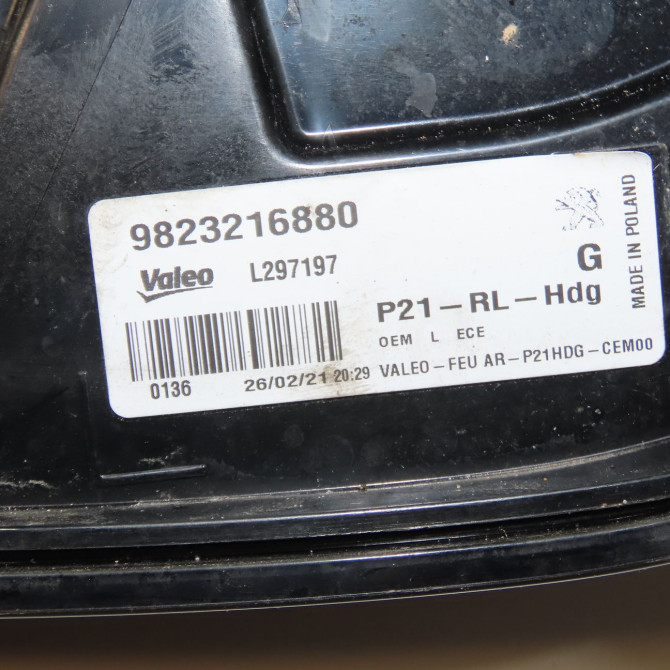 9823216880
Valeo L297197
G
P21-RL-Hdg
OEM L ECE
0136 26/02/21 20:29 VALEO-FEU AR-P21HDG-CEM00
MADE IN POLAND